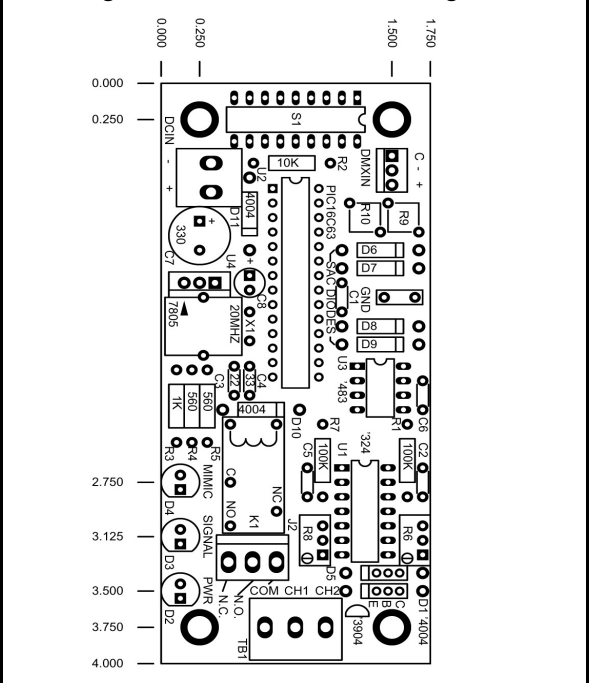 0.000
0.250
1.500
1.750
0.000
0.250
2.750
3.125
3.500
3.750
4.000
S1
DCIN
- +
U2
10K
R2
DMXIN
C - +
4004
D11
PIC16C63
R10
R9
+
330
C7
U4
+
C8
D6
D7
SAC DIODES
C1
GND
7805
20MHZ
X1
D8
D9
U3
'483
C3
22
33
C4
1K
560
560
4004
D10
R7
R1
C6
R3
R4
R5
C5
100K
U1
'324
100K
C2
MIMIC
D4
C
NO
NC
K1
J2
R8
R6
SIGNAL
D3
PWR
D2
N.C.
N.O.
COM CH1 CH2
D5
E
B
C
D1
'4004
'3904
TB1